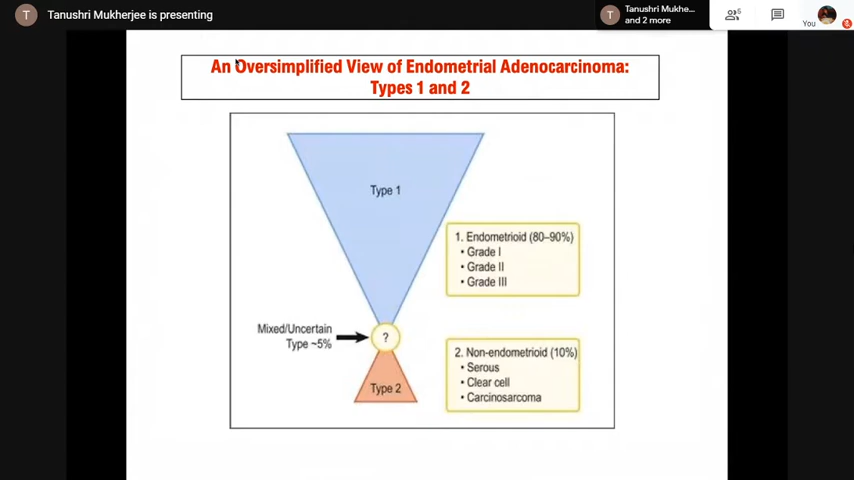 T
Tanushri Mukherjee is presenting
T
Tanushri Mukhe...
and 2 more
6
You
An Oversimplified View of Endometrial Adenocarcinoma:
Types 1 and 2
Type 1
1. Endometrioid (80–90%)
• Grade I
• Grade II
• Grade III
Mixed/Uncertain
Type ~5%
?
Type 2
2. Non-endometrioid (10%)
• Serous
• Clear cell
• Carcinosarcoma